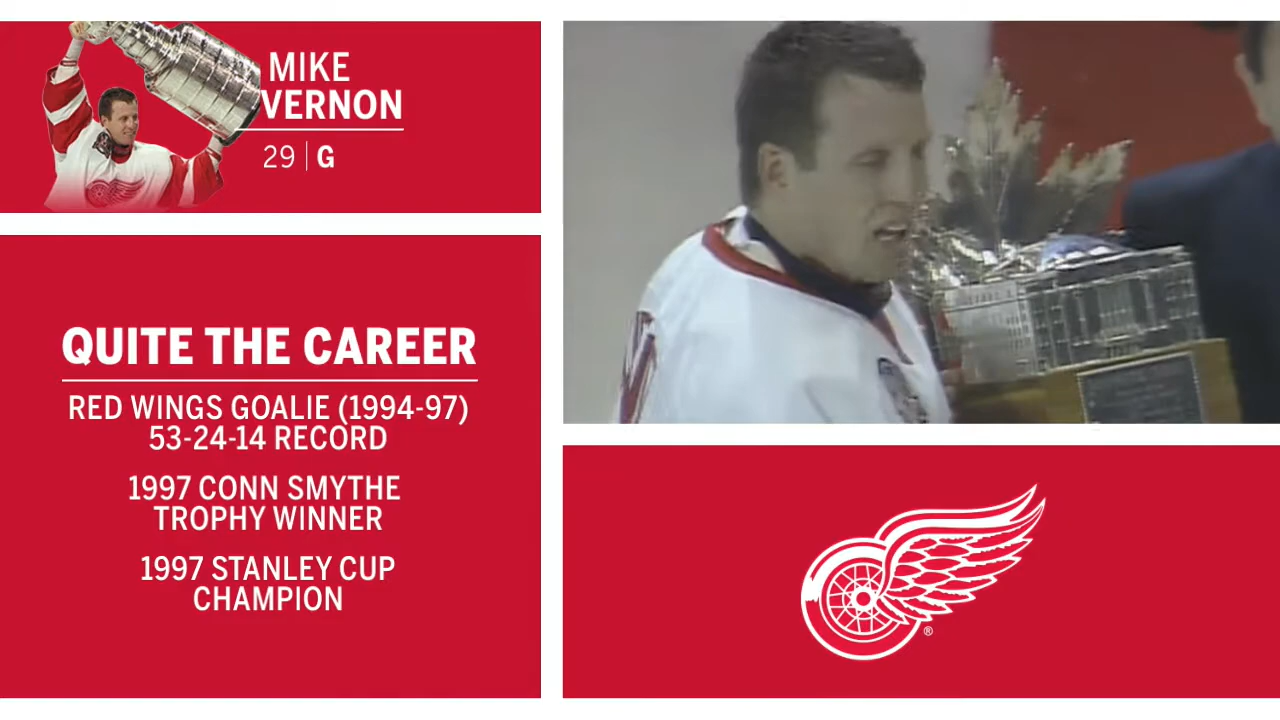 MIKE
VERNON
29 | G
QUITE THE CAREER
RED WINGS GOALIE (1994-97)
53-24-14 RECORD
1997 CONN SMYTHE
TROPHY WINNER
1997 STANLEY CUP
CHAMPION
®